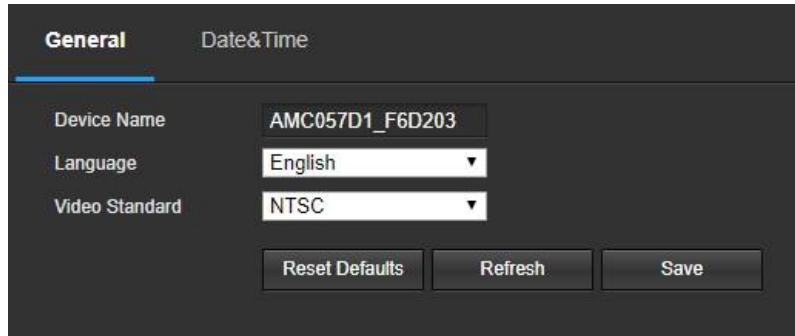 General Date&Time
Device Name AMC057D1_F6D203
Language English
Video Standard NTSC
Reset Defaults Refresh Save